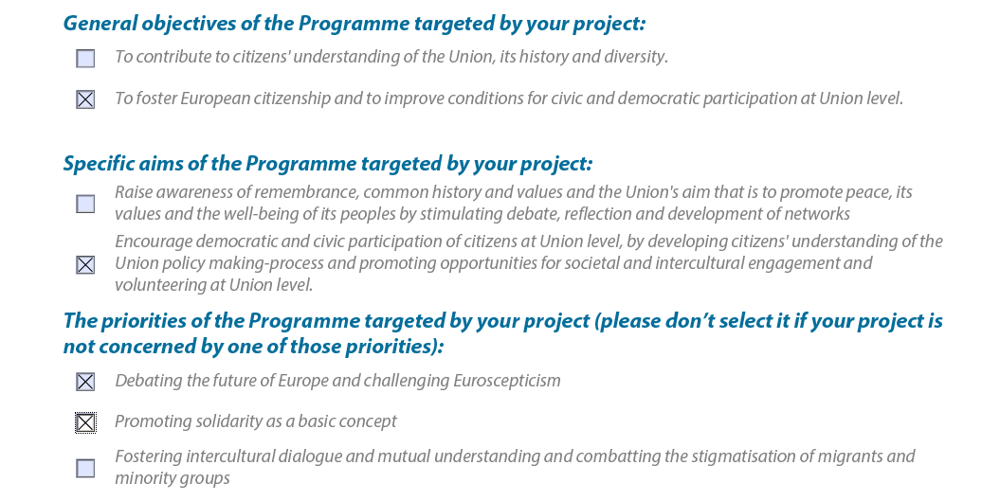 General objectives of the Programme targeted by your project:
To contribute to citizens' understanding of the Union, its history and diversity.
To foster European citizenship and to improve conditions for civic and democratic participation at Union level.
Specific aims of the Programme targeted by your project:
Raise awareness of remembrance, common history and values and the Union's aim that is to promote peace, its
values and the well-being of its peoples by stimulating debate, reflection and development of networks
Encourage democratic and civic participation of citizens at Union level, by developing citizens' understanding of the
Union policy making-process and promoting opportunities for societal and intercultural engagement and
volunteering at Union level.
The priorities of the Programme targeted by your project (please don’t select it if your project is
not concerned by one of those priorities):
Debating the future of Europe and challenging Euroscepticism
Promoting solidarity as a basic concept
Fostering intercultural dialogue and mutual understanding and combatting the stigmatisation of migrants and
minority groups